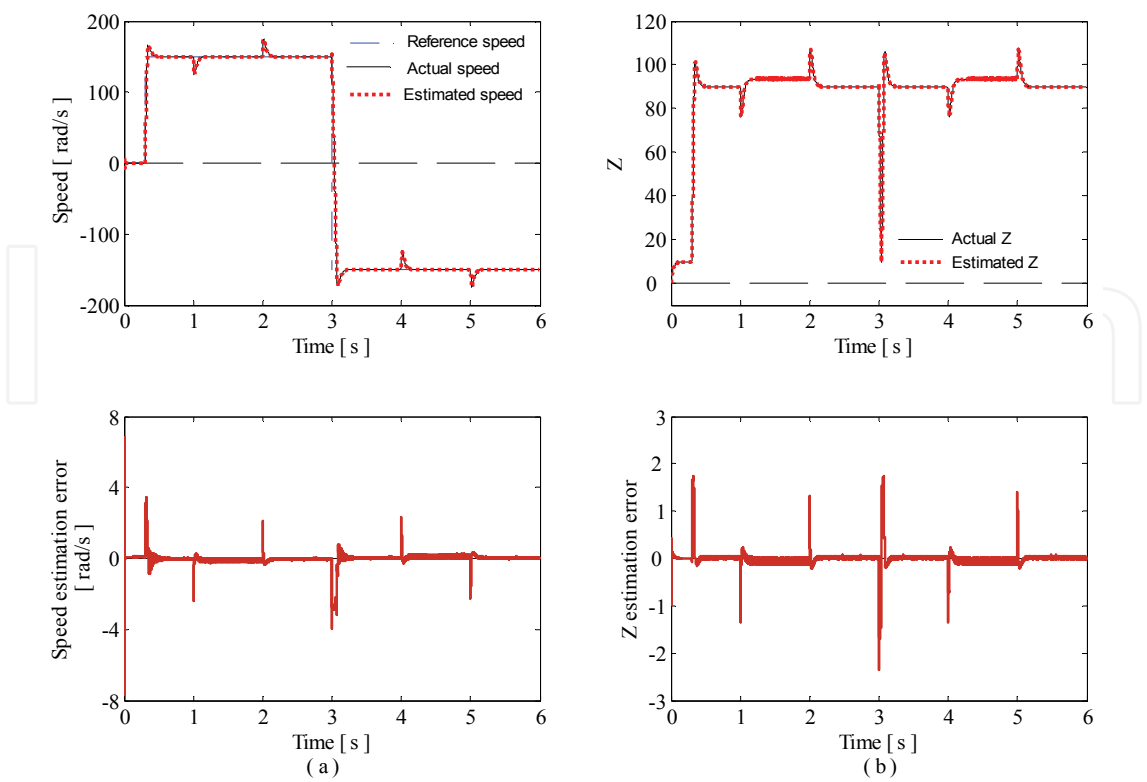 200
100
0
-100
-200
Speed [ rad/s ]
Reference speed
Actual speed
Estimated speed
0 1 2 3 4 5 6
Time [ s ]
120
100
80
60
40
20
0
Z
Actual Z
Estimated Z
0 1 2 3 4 5 6
Time [ s ]
8
4
0
-4
-8
Speed estimation error
[ rad/s ]
0 1 2 3 4 5 6
Time [ s ]
( a )
3
2
1
0
-1
-2
-3
Z estimation error
0 1 2 3 4 5 6
Time [ s ]
( b )